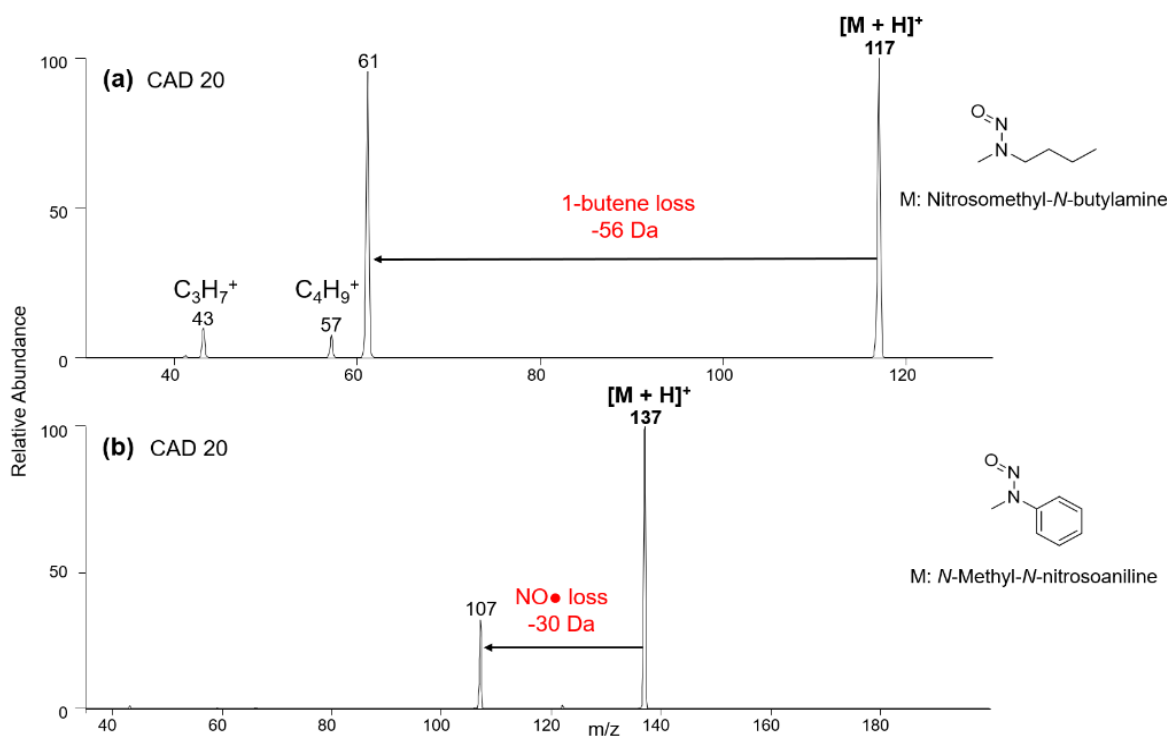 [M + H]⁺
100
(a) CAD 20
61
117
O
N
N
M: Nitrosomethyl-N-butylamine
1-butene loss
-56 Da
50
C₃H₇⁺
C₄H₉⁺
43
57
0
40
60
80
100
120
Relative Abundance
[M + H]⁺
137
100
(b) CAD 20
O
N
N
M: N-Methyl-N-nitrosoaniline
50
NO● loss
-30 Da
107
0
40
60
80
100
120
m/z
140
160
180